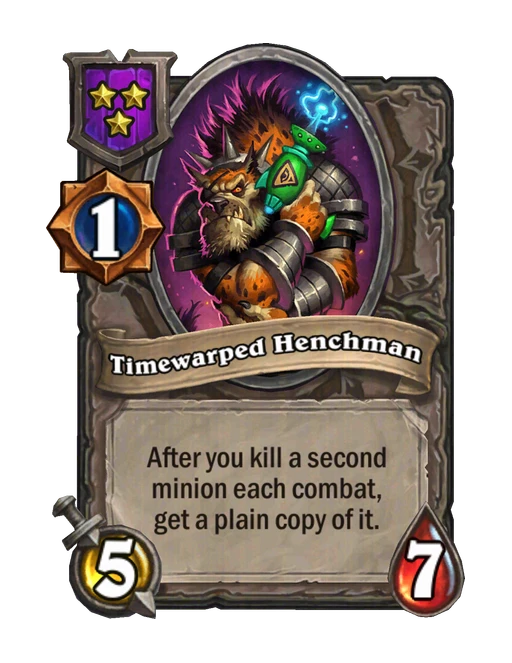 1
Timewarped Henchman
After you kill a second
minion each combat,
get a plain copy of it.
5
7